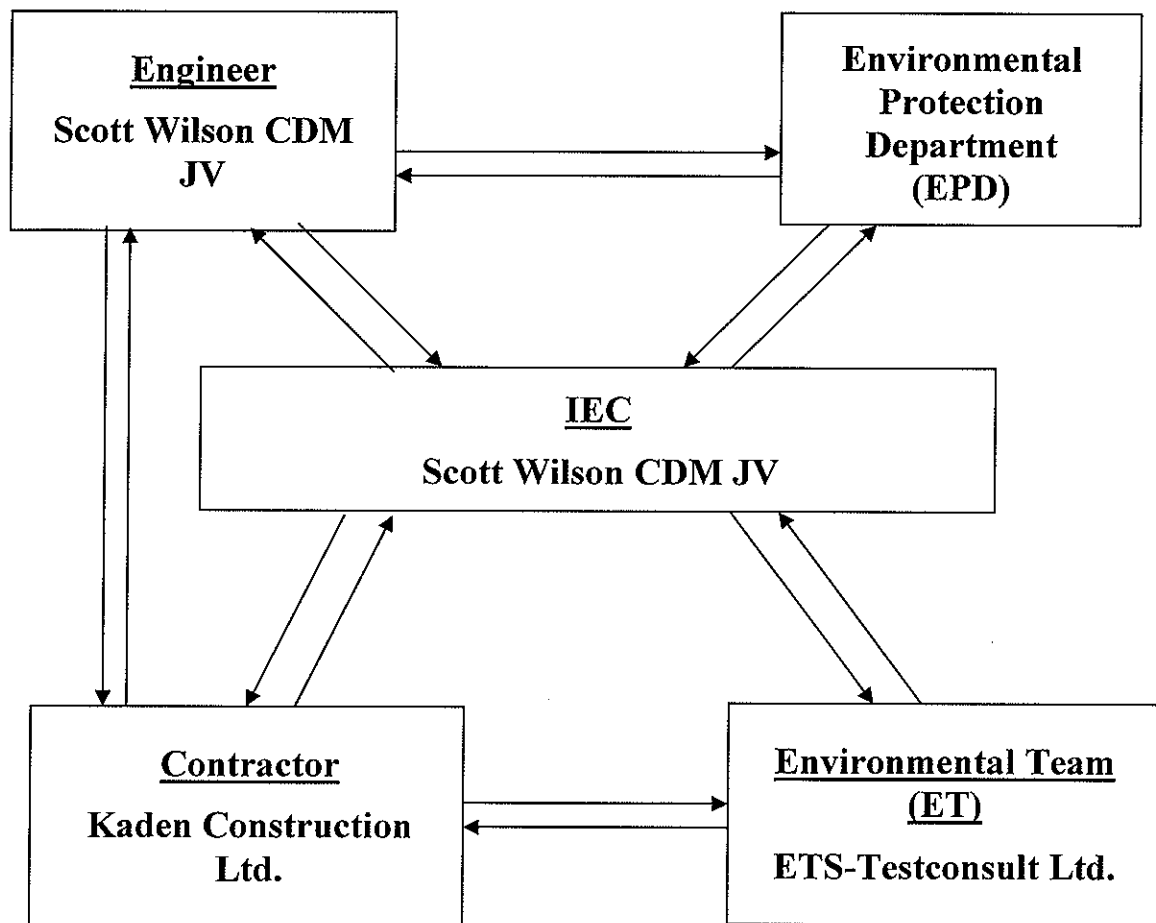 Engineer
Scott Wilson CDM
JV
Environmental
Protection
Department
(EPD)
IEC
Scott Wilson CDM JV
Contractor
Kaden Construction
Ltd.
Environmental Team
(ET)
ETS-Testconsult Ltd.